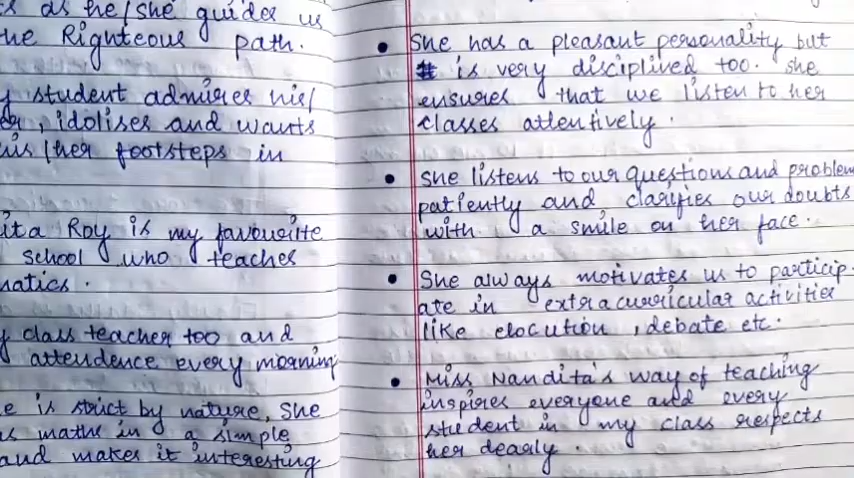 as he/she guides us
the Righteous path.
student admires his/
, idolises and wants
his/her footsteps in
ita Roy is my favourite
school who teaches
matics.
class teacher too and
attendence every morning
e is strict by nature, she
maths in a simple
and makes it interesting
• She has a pleasant personality but
is very disciplived too. she
ensures that we listen to her
classes attentively.
• she listens to our questions and problem
patiently and clarifies our doubts
with a smile on her face.
• She always motivates us to particip-
ate in extracurricular activities
like elocution, debate etc.
• Miss Nandita's way of teaching
inspires everyone and every
student in my class respects
her dearly.